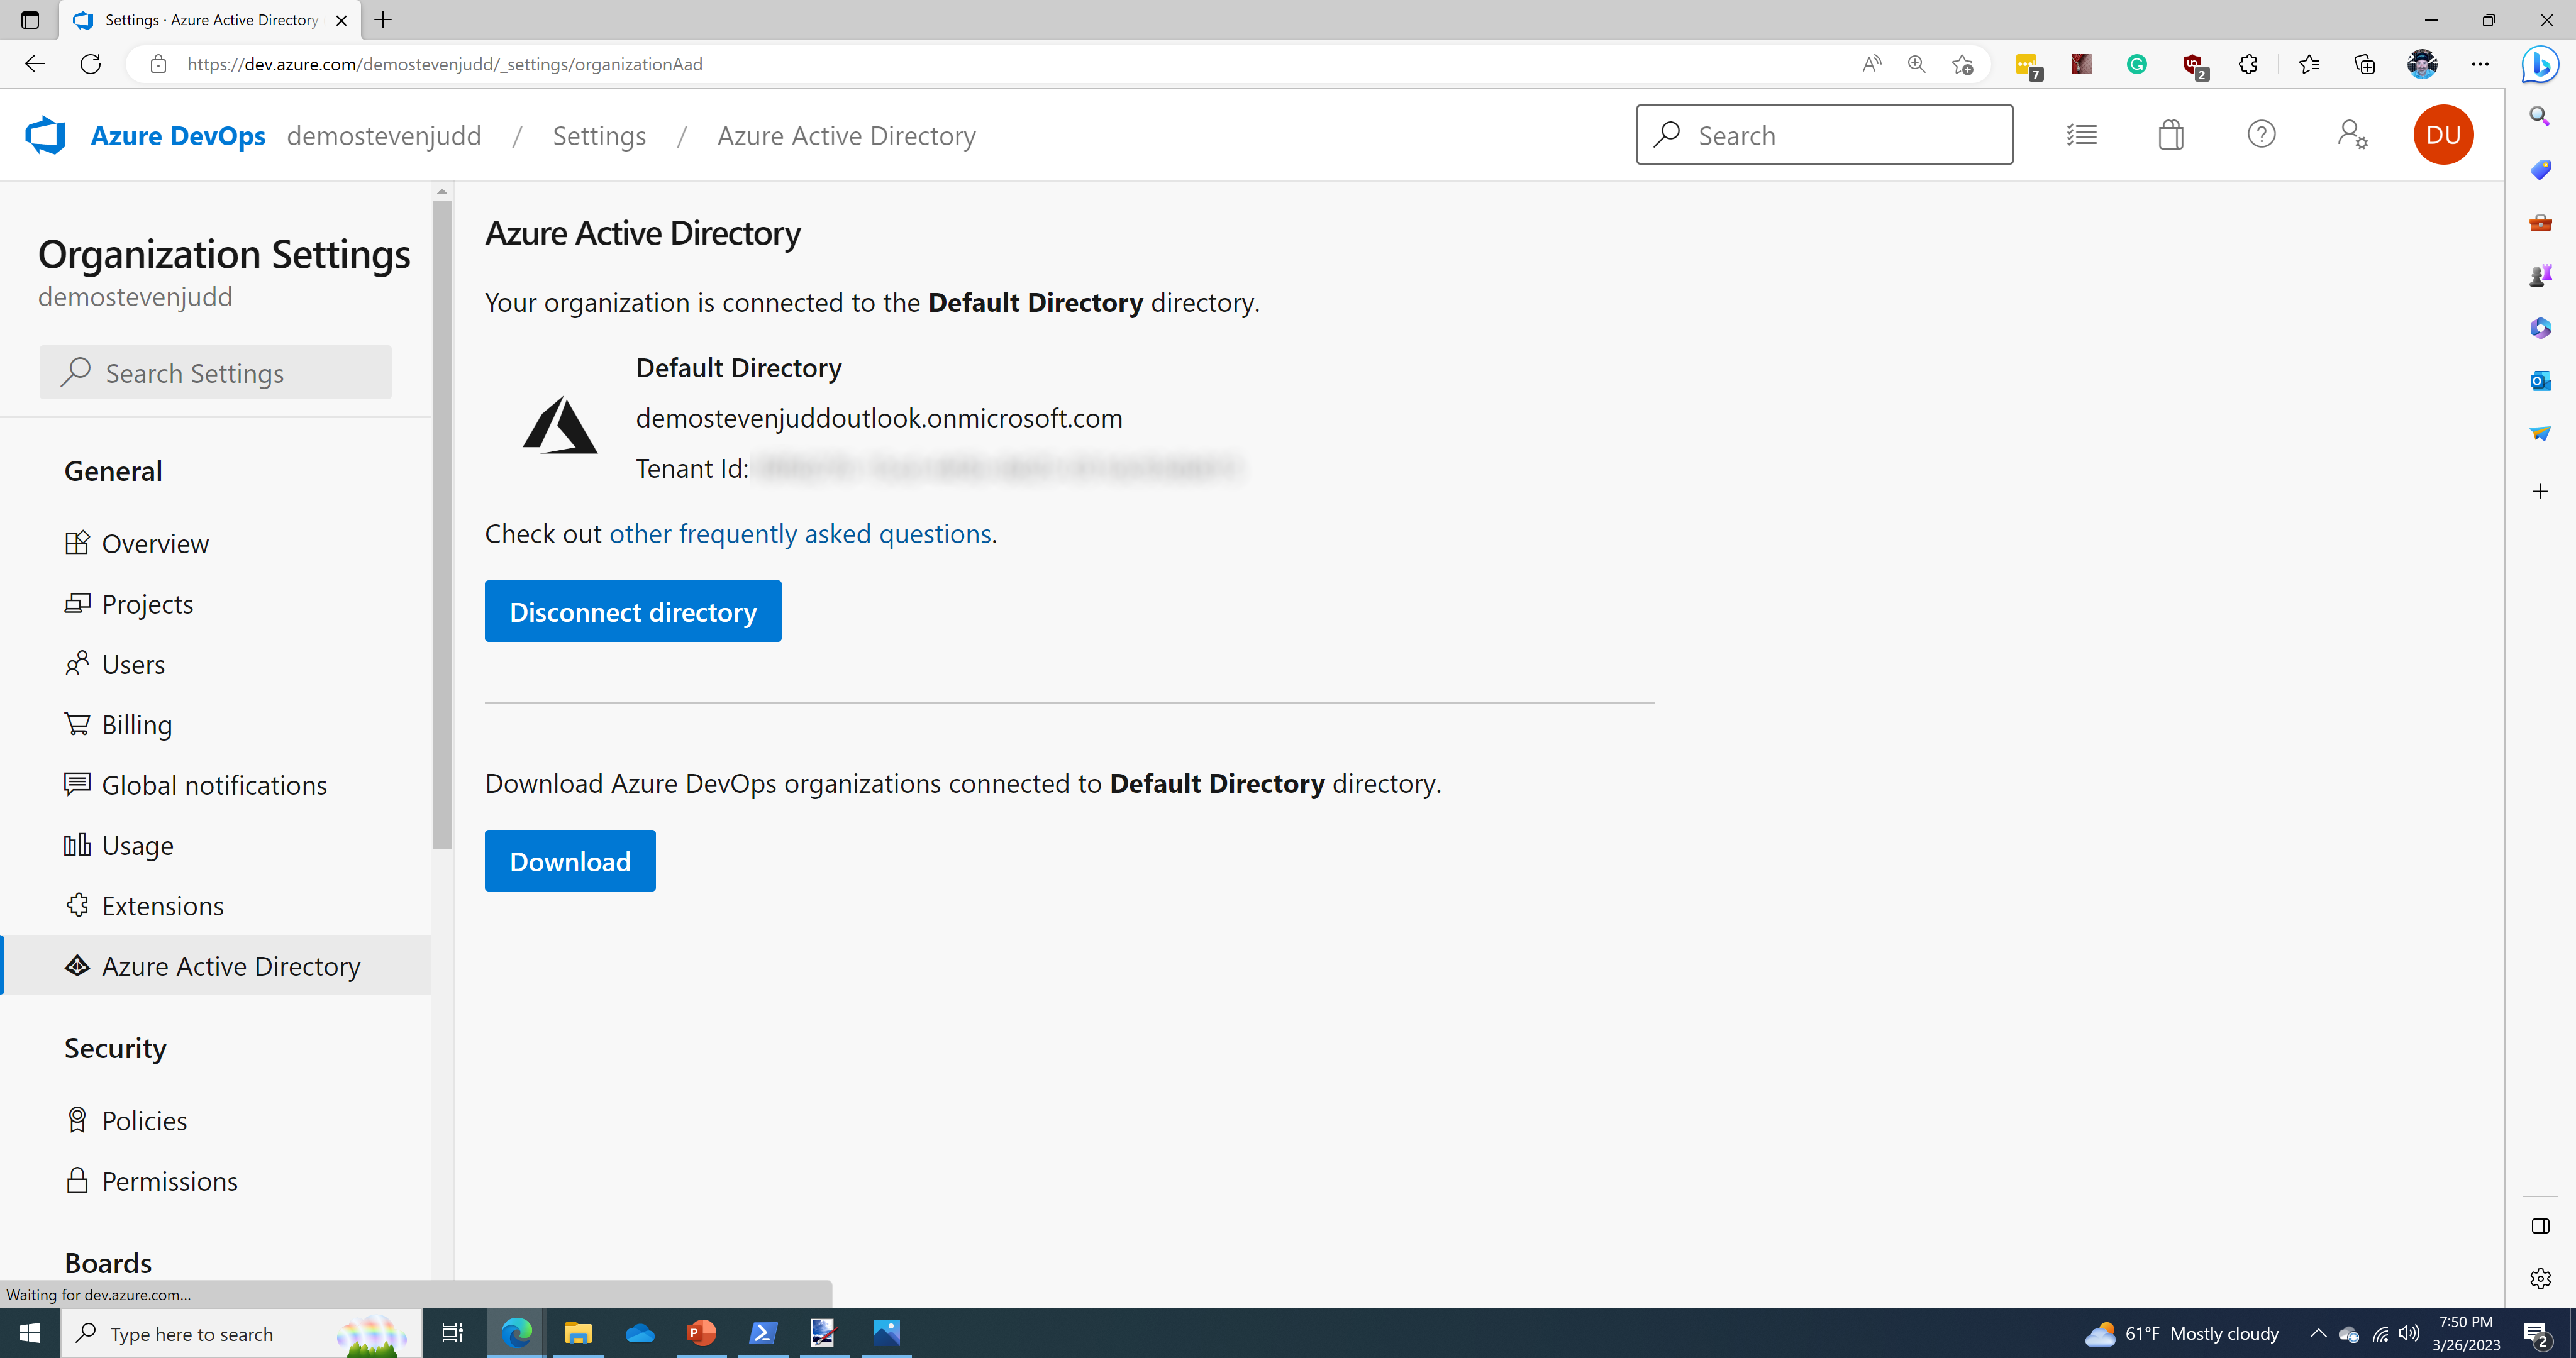 Settings · Azure Active Directory
https://dev.azure.com/demostevenjudd/_settings/organizationAad
7
2
Azure DevOps demostevenjudd / Settings / Azure Active Directory
Search
DU
Organization Settings
demostevenjudd
Search Settings
General
Overview
Projects
Users
Billing
Global notifications
Usage
Extensions
Azure Active Directory
Security
Policies
Permissions
Boards
Azure Active Directory
Your organization is connected to the Default Directory directory.
Default Directory
demostevenjuddoutlook.onmicrosoft.com
Tenant Id:
Check out other frequently asked questions.
Disconnect directory
Download Azure DevOps organizations connected to Default Directory directory.
Download
Waiting for dev.azure.com...
Type here to search
61°F Mostly cloudy
7:50 PM
3/26/2023
2